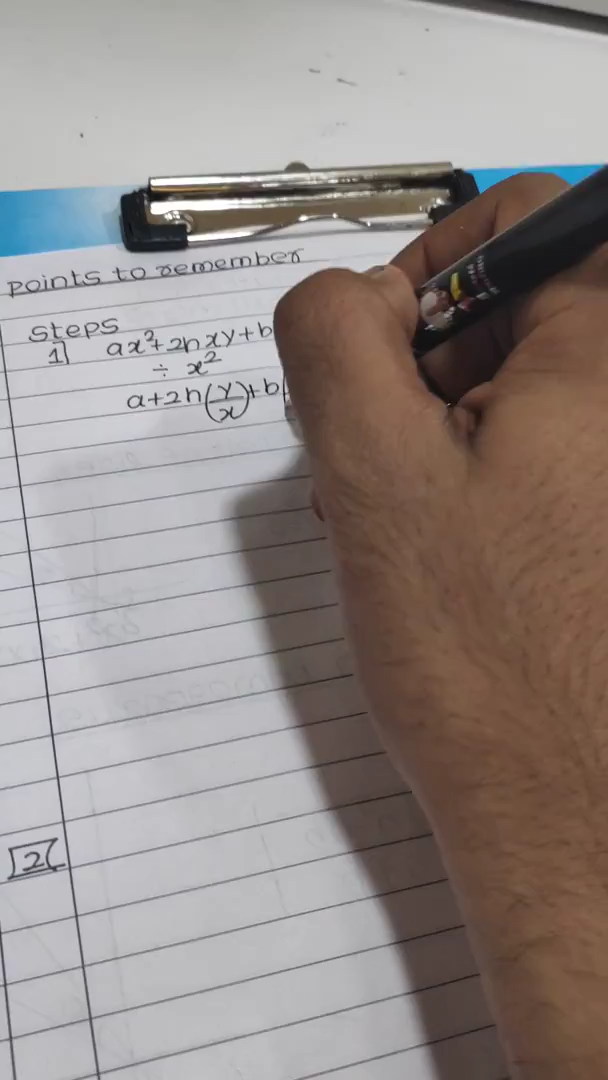 points to remember
Steps
1] ax²+2hxy+b
÷ x²
a+2h(y/x)+b(
2